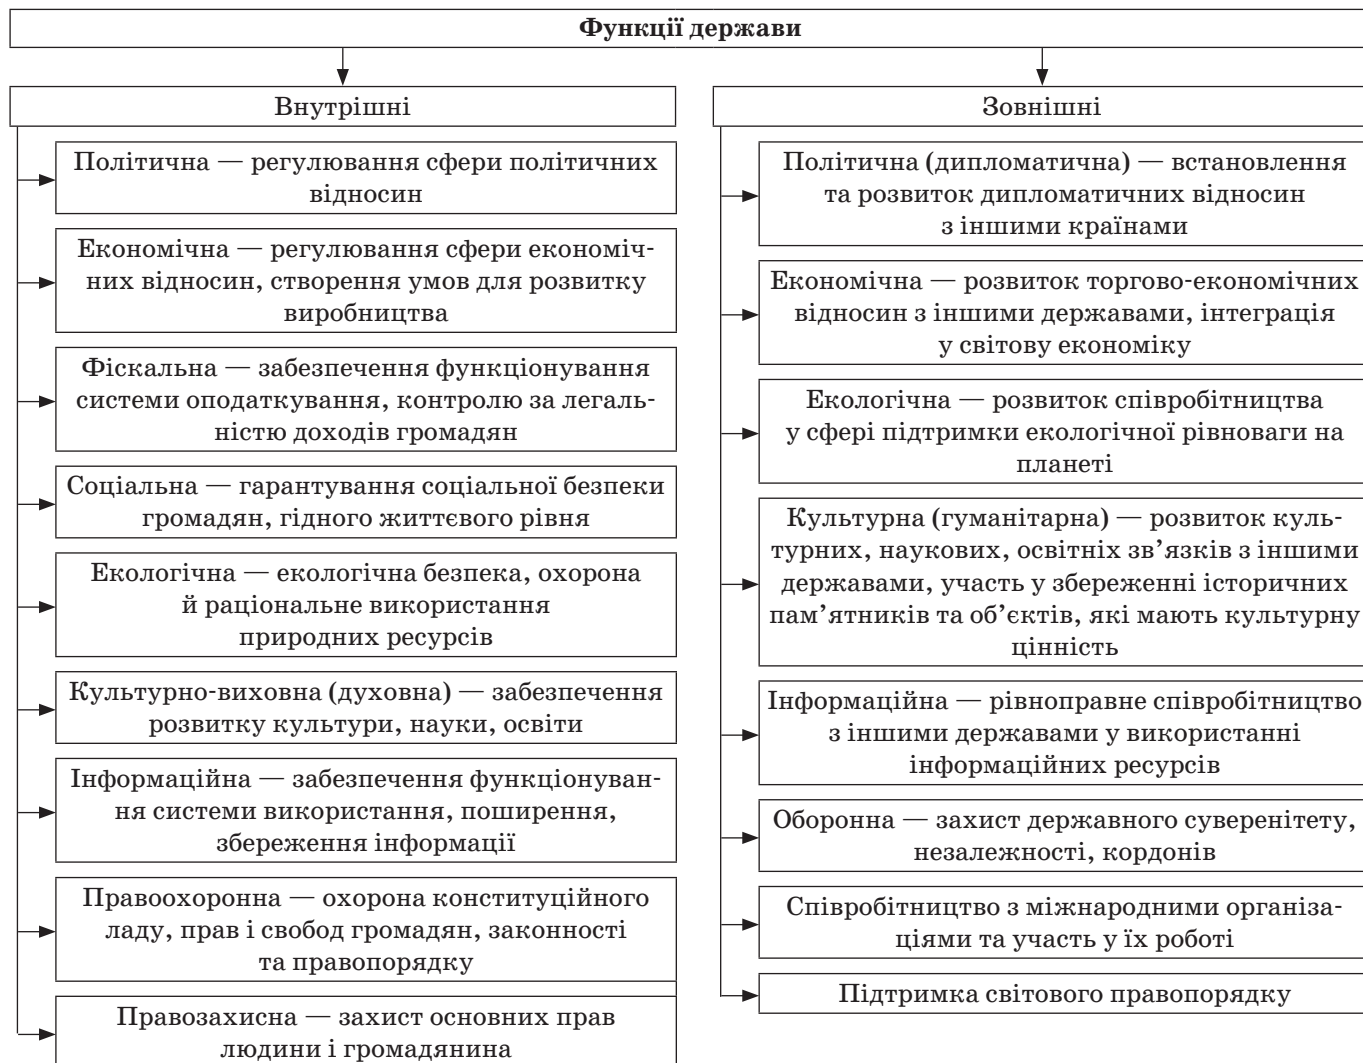 Функції держави
Внутрішні
Політична — регулювання сфери політичних
відносин
Економічна — регулювання сфери економіч-
них відносин, створення умов для розвитку
виробництва
Фіскальна — забезпечення функціонування
системи оподаткування, контролю за легаль-
ністю доходів громадян
Соціальна — гарантування соціальної безпеки
громадян, гідного життєвого рівня
Екологічна — екологічна безпека, охорона
й раціональне використання
природних ресурсів
Культурно-виховна (духовна) — забезпечення
розвитку культури, науки, освіти
Інформаційна — забезпечення функціонуван-
ня системи використання, поширення,
збереження інформації
Правоохоронна — охорона конституційного
ладу, прав і свобод громадян, законності
та правопорядку
Правозахисна — захист основних прав
людини і громадянина
Зовнішні
Політична (дипломатична) — встановлення
та розвиток дипломатичних відносин
з іншими країнами
Економічна — розвиток торгово-економічних
відносин з іншими державами, інтеграція
у світову економіку
Екологічна — розвиток співробітництва
у сфері підтримки екологічної рівноваги на
планеті
Культурна (гуманітарна) — розвиток куль-
турних, наукових, освітніх зв’язків з іншими
державами, участь у збереженні історичних
пам’ятників та об’єктів, які мають культурну
цінність
Інформаційна — рівноправне співробітництво
з іншими державами у використанні
інформаційних ресурсів
Оборонна — захист державного суверенітету,
незалежності, кордонів
Співробітництво з міжнародними організа-
ціями та участь у їх роботі
Підтримка світового правопорядку